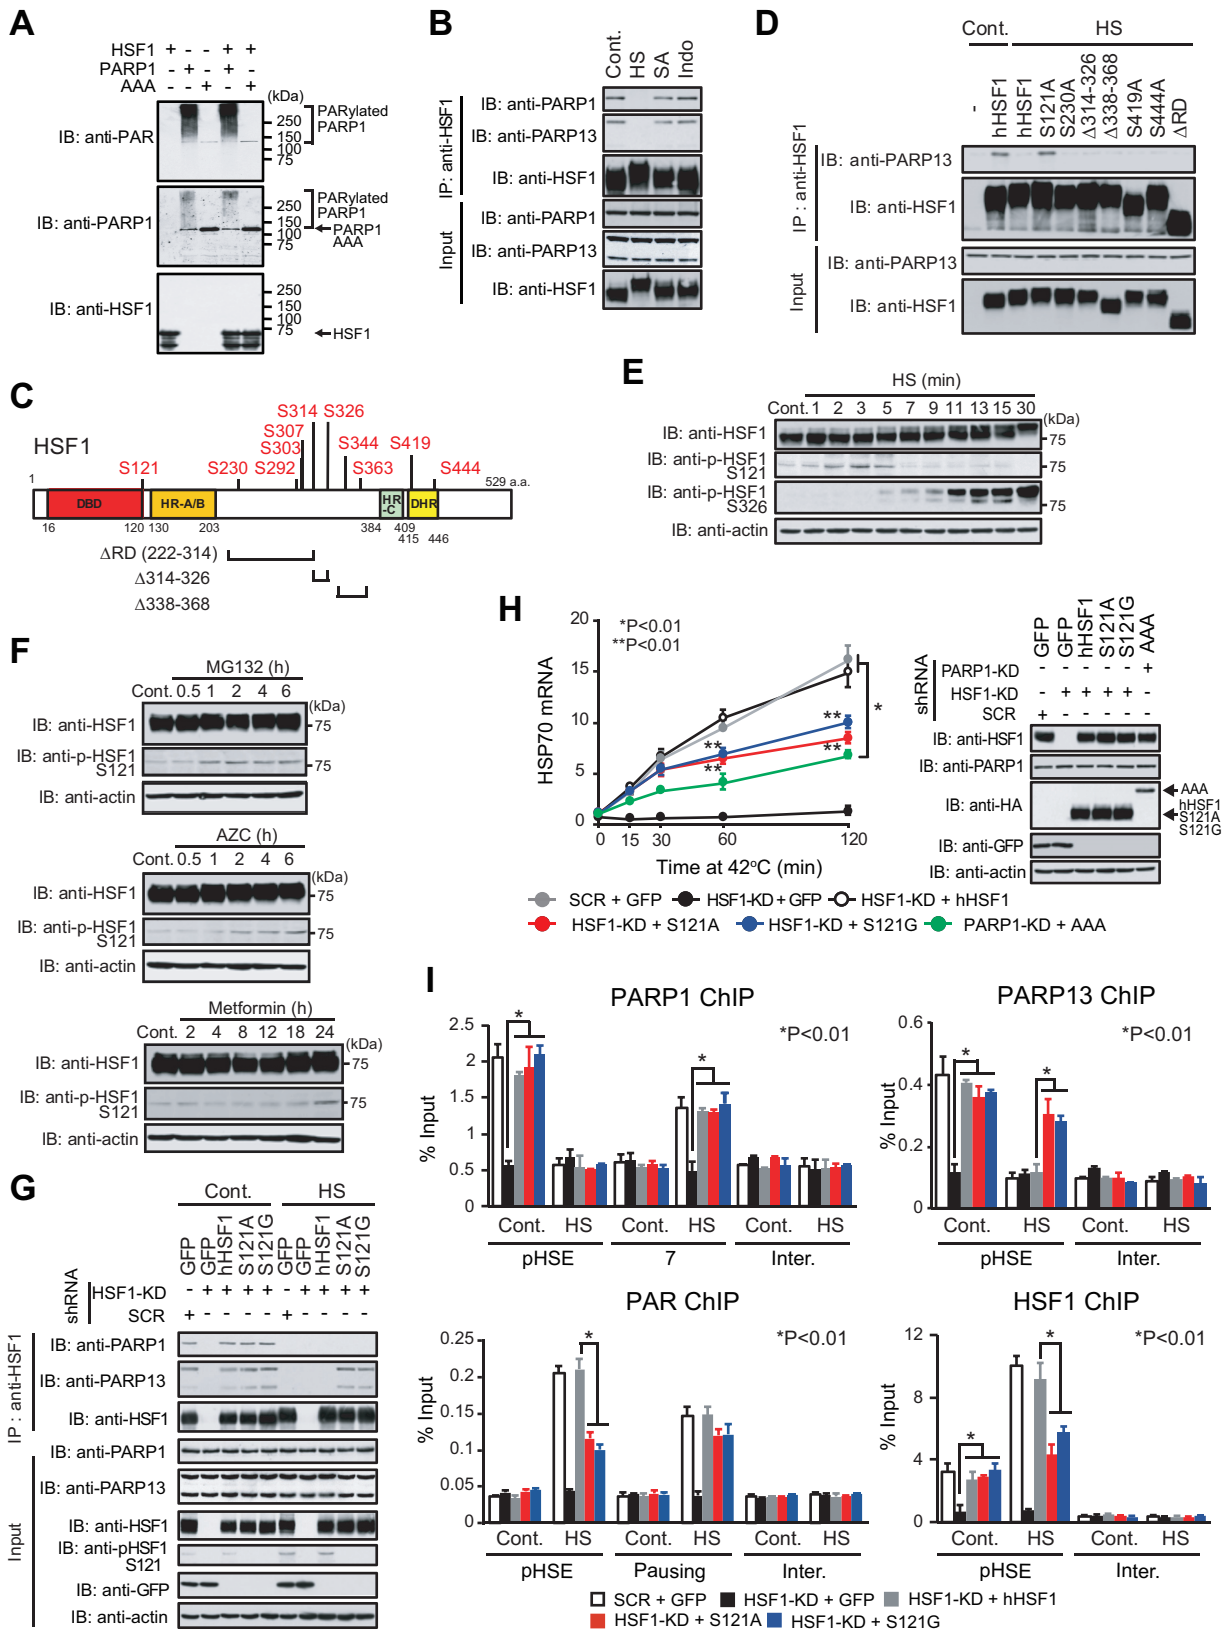 A
HSF1 + - - + +
PARP1 - + - + -
AAA - - + - +
(kDa)
IB: anti-PAR
250
150
100
75
PARylated
PARP1
IB: anti-PARP1
250
150
100
75
PARylated
PARP1
PARP1
AAA
IB: anti-HSF1
250
150
100
75
HSF1
B
Cont. HS SA Indo
IP: anti-HSF1
IB: anti-PARP1
IB: anti-PARP13
IB: anti-HSF1
Input
IB: anti-PARP1
IB: anti-PARP13
IB: anti-HSF1
D
Cont. HS
- hHSF1 hHSF1 S121A S230A Δ314-326 Δ338-368 S419A S444A ΔRD
IP : anti-HSF1
IB: anti-PARP13
IB: anti-HSF1
Input
IB: anti-PARP13
IB: anti-HSF1
C
HSF1
S314 S326
S307
S303 S344 S419
S121 S230 S292 S363 S444
1 529 a.a.
DBD HR-A/B HR-C DHR
16 120 130 203 384 409
415 446
ΔRD (222-314)
Δ314-326
Δ338-368
E
HS (min)
Cont. 1 2 3 5 7 9 11 13 15 30
(kDa)
IB: anti-HSF1
75
IB: anti-p-HSF1
S121
75
IB: anti-p-HSF1
S326
75
IB: anti-actin
F
MG132 (h)
Cont. 0.5 1 2 4 6
(kDa)
IB: anti-HSF1
75
IB: anti-p-HSF1
S121
75
IB: anti-actin
AZC (h)
Cont. 0.5 1 2 4 6
(kDa)
IB: anti-HSF1
75
IB: anti-p-HSF1
S121
75
IB: anti-actin
Metformin (h)
Cont. 2 4 8 12 18 24
(kDa)
IB: anti-HSF1
75
IB: anti-p-HSF1
S121
75
IB: anti-actin
H
HSP70 mRNA
20
15
10
5
0
*P<0.01
**P<0.01
**
**
**
**
*
0 15 30 60 120
Time at 42°C (min)
SCR + GFP HSF1-KD + GFP HSF1-KD + hHSF1
HSF1-KD + S121A HSF1-KD + S121G PARP1-KD + AAA
GFP GFP hHSF1 S121A S121G AAA
shRNA
PARP1-KD - - - - - +
HSF1-KD - + + + + -
SCR + - - - - -
IB: anti-HSF1
IB: anti-PARP1
IB: anti-HA
AAA
hHSF1
S121A
S121G
IB: anti-GFP
IB: anti-actin
G
Cont. HS
GFP GFP hHSF1 S121A S121G GFP GFP hHSF1 S121A S121G
shRNA
HSF1-KD - + + + + - + + + +
SCR + - - - - + - - - -
IP : anti-HSF1
IB: anti-PARP1
IB: anti-PARP13
IB: anti-HSF1
Input
IB: anti-PARP1
IB: anti-PARP13
IB: anti-HSF1
IB: anti-pHSF1
S121
IB: anti-GFP
IB: anti-actin
I
PARP1 ChIP
% Input
2.5
2
1.5
1
0.5
0
*
*
*P<0.01
Cont. HS Cont. HS Cont. HS
pHSE 7 Inter.
PARP13 ChIP
% Input
0.6
0.4
0.2
0
*
*
*P<0.01
Cont. HS Cont. HS
pHSE Inter.
PAR ChIP
% Input
0.25
0.2
0.15
0.1
0.05
0
*
*P<0.01
Cont. HS Cont. HS Cont. HS
pHSE Pausing Inter.
HSF1 ChIP
% Input
12
8
4
0
*
*
*P<0.01
Cont. HS Cont. HS
pHSE Inter.
SCR + GFP HSF1-KD + GFP HSF1-KD + hHSF1
HSF1-KD + S121A HSF1-KD + S121G